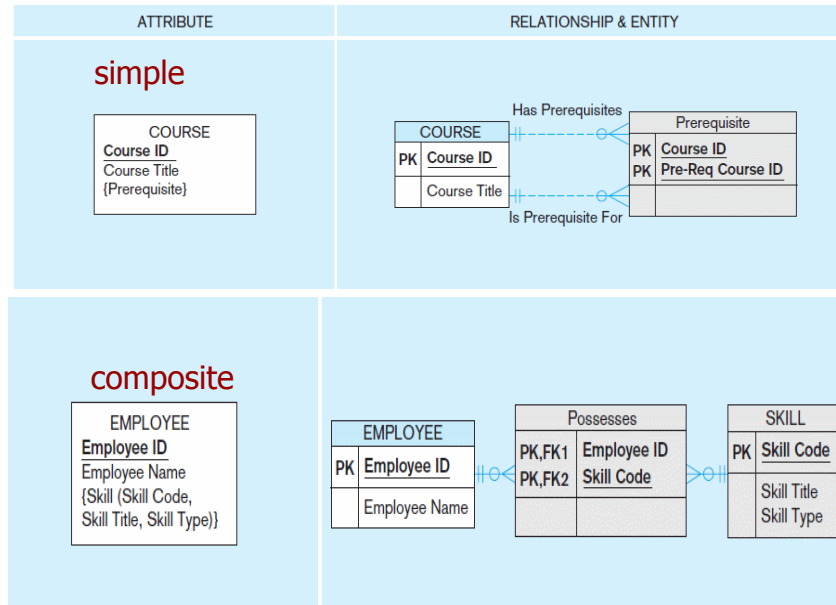 ATTRIBUTE
RELATIONSHIP & ENTITY
simple
COURSE
Course ID
Course Title
{Prerequisite}
Has Prerequisites
COURSE
PK Course ID
Course Title
Prerequisite
PK Course ID
PK Pre-Req Course ID
Is Prerequisite For
composite
EMPLOYEE
Employee ID
Employee Name
{Skill (Skill Code,
Skill Title, Skill Type)}
EMPLOYEE
PK Employee ID
Employee Name
Possesses
PK,FK1 Employee ID
PK,FK2 Skill Code
SKILL
PK Skill Code
Skill Title
Skill Type